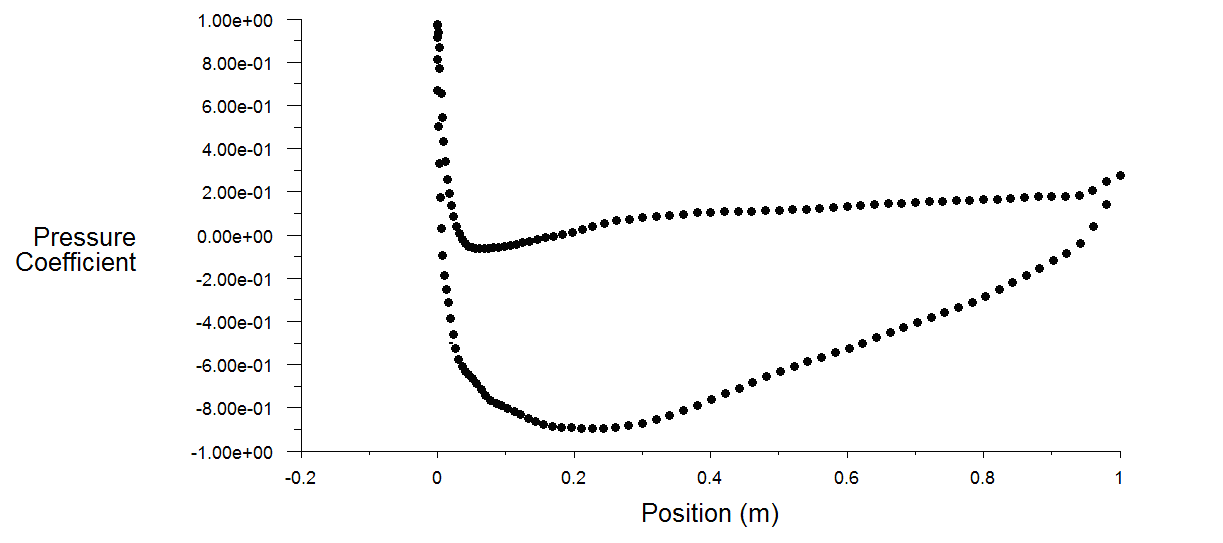 1.00e+00
8.00e-01
6.00e-01
4.00e-01
2.00e-01
0.00e+00
-2.00e-01
-4.00e-01
-6.00e-01
-8.00e-01
-1.00e+00
Pressure
Coefficient
-0.2 0 0.2 0.4 0.6 0.8 1
Position (m)